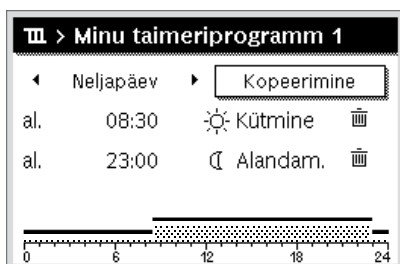 > Minu taimeriprogramm 1
Neljapäev Kopeerimine
al. 08:30 Kütmine
al. 23:00 Alandam.
0 6 12 18 24